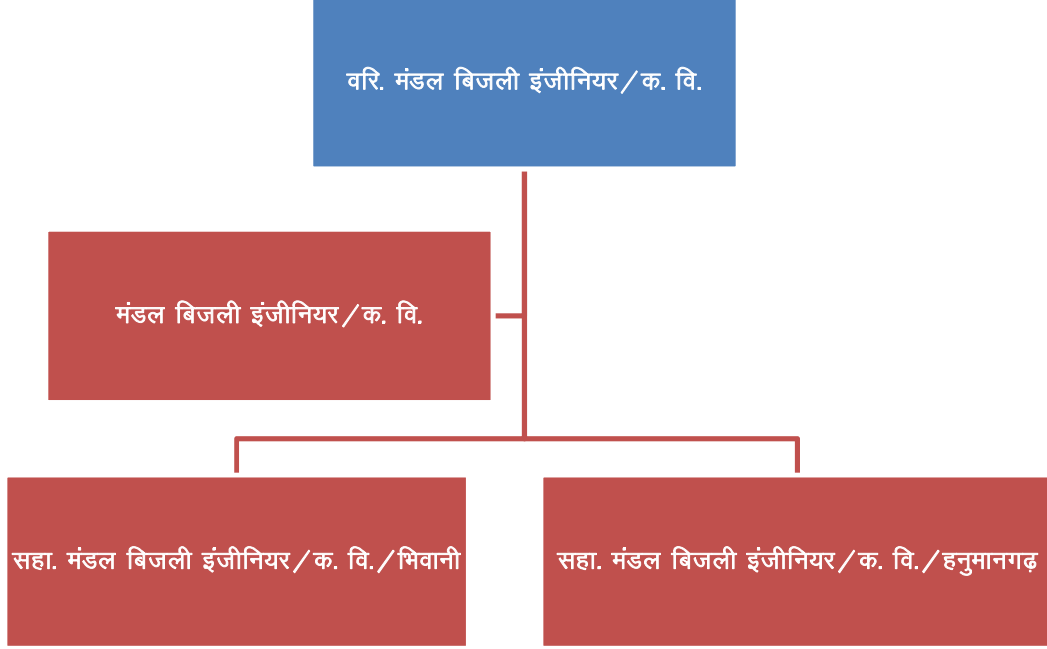 वरि. मंडल बिजली इंजीनियर/क. वि.
मंडल बिजली इंजीनियर/क. वि.
सहा. मंडल बिजली इंजीनियर/क. वि./भिवानी
सहा. मंडल बिजली इंजीनियर/क. वि./हनुमानगढ़